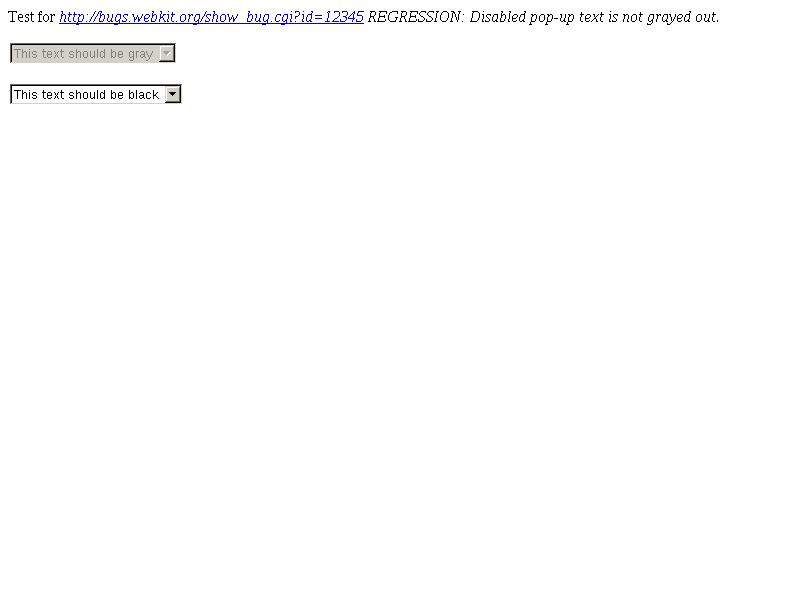 Test for http://bugs.webkit.org/show_bug.cgi?id=12345 REGRESSION: Disabled pop-up text is not grayed out.
This text should be gray
This text should be black